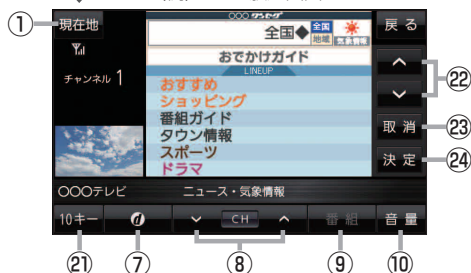 ① 現在地
OOO ワンセグ
全国◆ 全国 地域 気象情報
戻る
おでかけガイド
チャンネル 1
LINEUP
おすすめ
ショッピング
番組ガイド
タウン情報
スポーツ
ドラマ
㉒
取 消 ㉓
決 定 ㉔
OOOテレビ ニュース・気象情報
10キー d CH 番 組 音 量
㉑ ⑦ ⑧ ⑨ ⑩